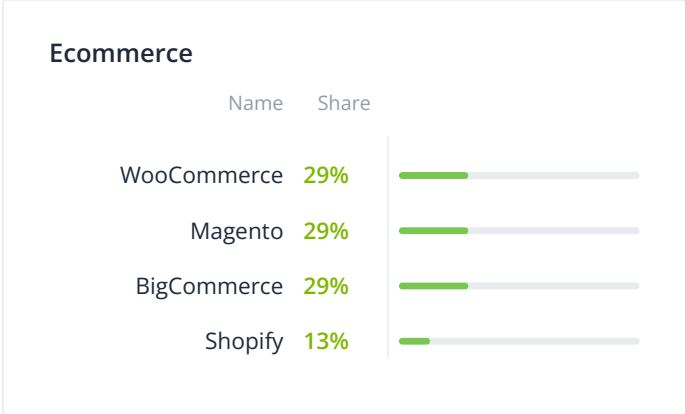 Ecommerce
Name Share
WooCommerce 29%
Magento 29%
BigCommerce 29%
Shopify 13%